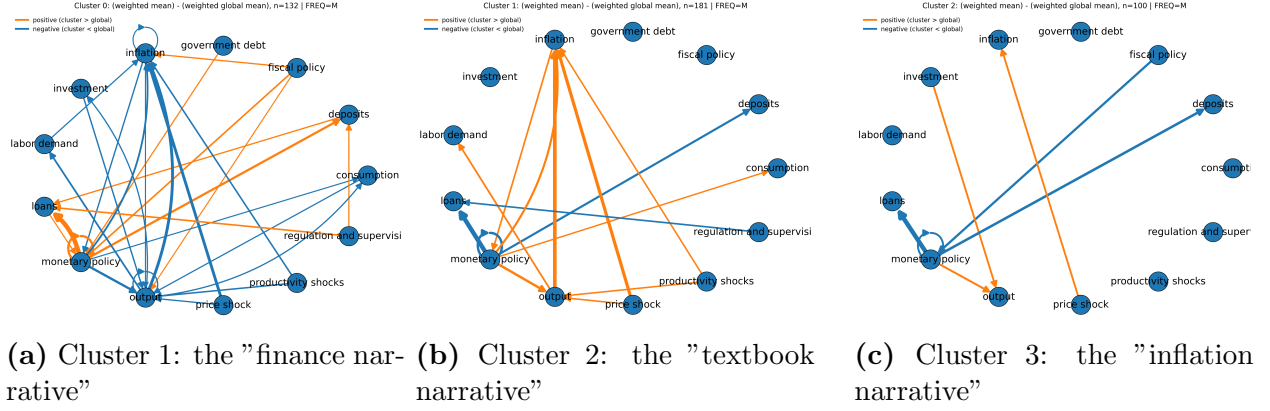 Cluster 0: (weighted mean) - (weighted global mean), n=132 | FREQ=M
positive (cluster > global)
negative (cluster < global)
inflation
government debt
fiscal policy
investment
deposits
labor demand
consumption
loans
regulation and supervisi
monetary policy
productivity shocks
output
price shock
Cluster 1: (weighted mean) - (weighted global mean), n=181 | FREQ=M
positive (cluster > global)
negative (cluster < global)
government debt
inflation
fiscal policy
investment
deposits
labor demand
consumption
loans
regulation and supervisi
monetary policy
productivity shocks
output
price shock
Cluster 2: (weighted mean) - (weighted global mean), n=100 | FREQ=M
positive (cluster > global)
negative (cluster < global)
government debt
inflation
fiscal policy
investment
deposits
labor demand
consumption
loans
regulation and super
monetary policy
productivity shocks
output
price shock
(a) Cluster 1: the "finance nar-
rative"
(b) Cluster 2: the "textbook
narrative"
(c) Cluster 3: the "inflation
narrative"